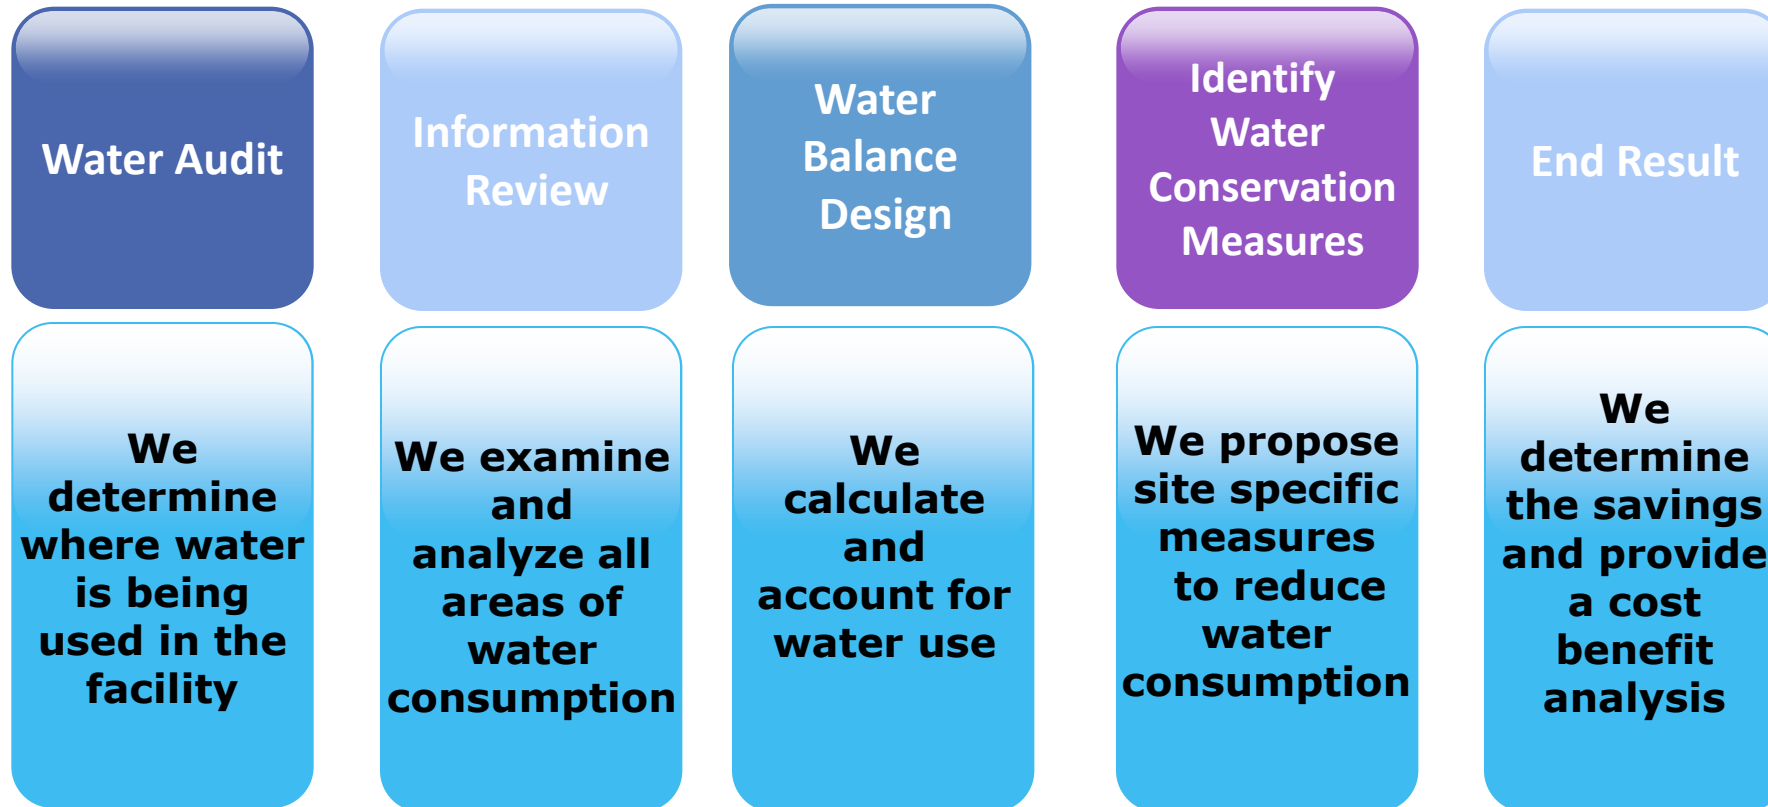 Water Audit
Information
Review
Water
Balance
Design
Identify
Water
Conservation
Measures
End Result
We
determine
where water
is being
used in the
facility
We examine
and
analyze all
areas of
water
consumption
We
calculate
and
account for
water use
We propose
site specific
measures
to reduce
water
consumption
We
determine
the savings
and provide
a cost
benefit
analysis